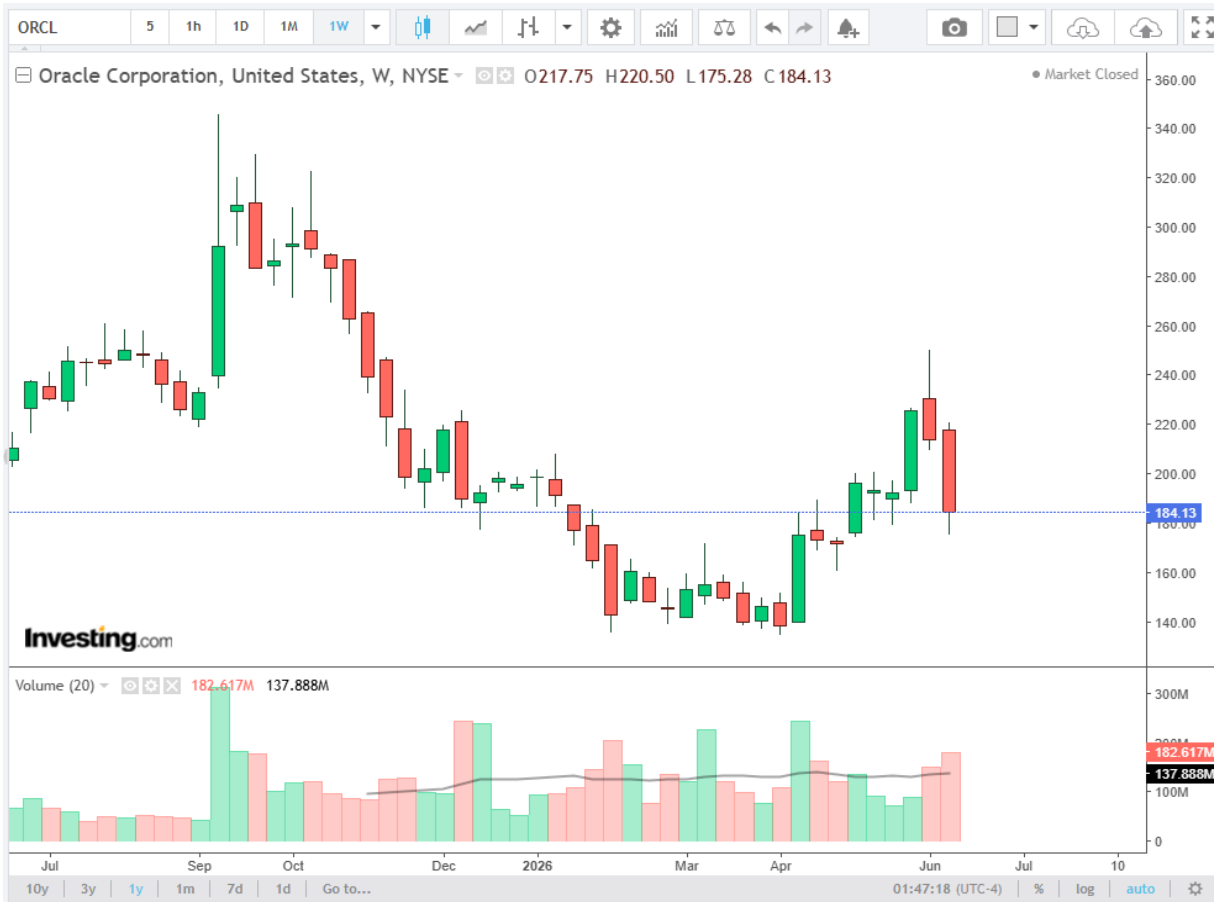 ORCL 5 1h 1D 1M 1W
Oracle Corporation, United States, W, NYSE O217.75 H220.50 L175.28 C184.13
Market Closed
360.00
340.00
320.00
300.00
280.00
260.00
240.00
220.00
200.00
184.13
180.00
160.00
140.00
Investing.com
Volume (20) 182.617M 137.888M
300M
200M
182.617M
137.888M
100M
0
Jul Sep Oct Dec 2026 Mar Apr Jun Jul 10
10y 3y 1y 1m 7d 1d Go to... 01:47:18 (UTC-4) % log auto